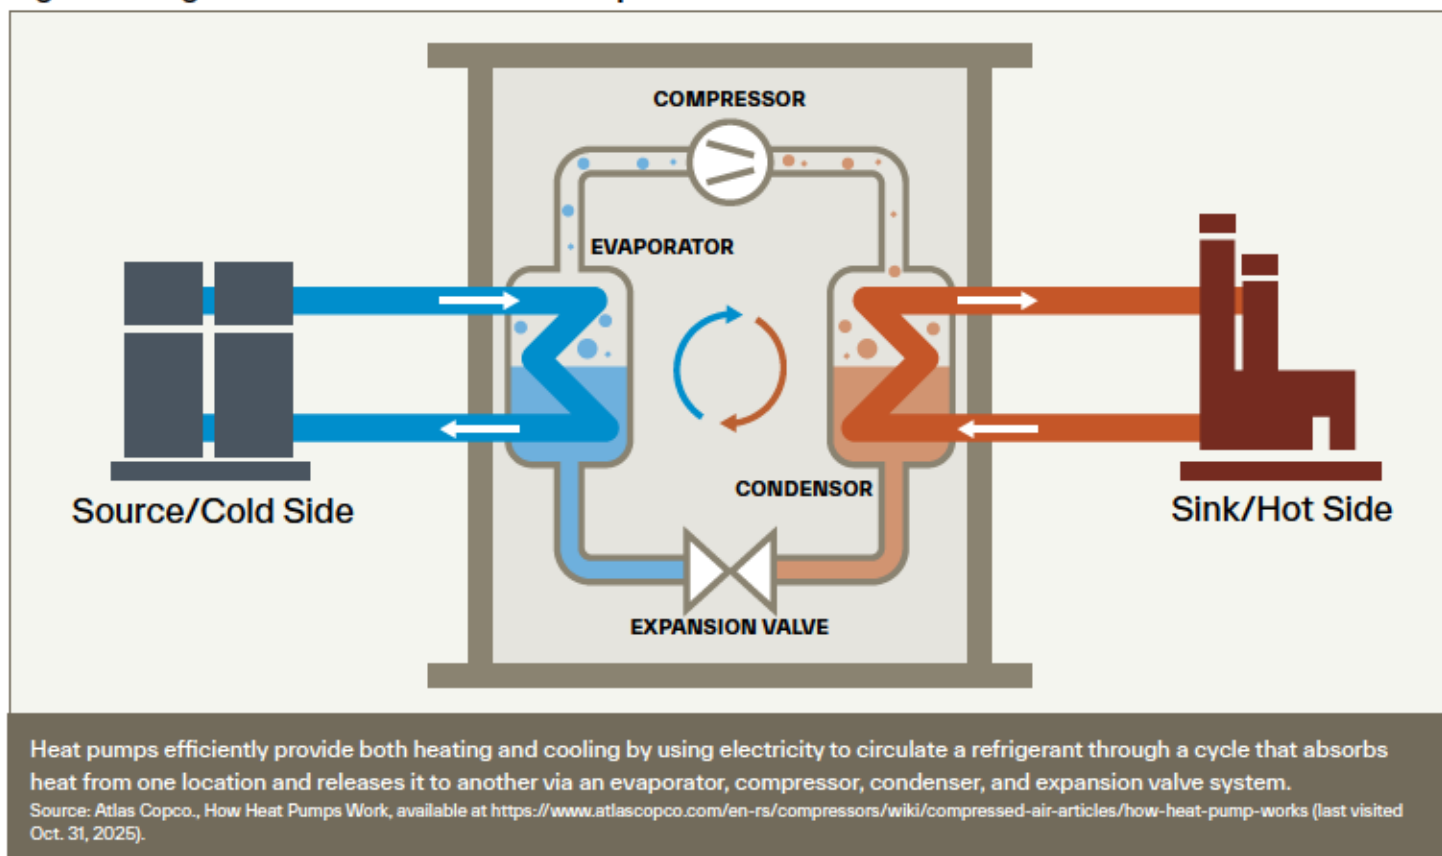 COMPRESSOR
EVAPORATOR
CONDENSOR
Source/Cold Side
Sink/Hot Side
EXPANSION VALVE
Heat pumps efficiently provide both heating and cooling by using electricity to circulate a refrigerant through a cycle that absorbs
heat from one location and releases it to another via an evaporator, compressor, condenser, and expansion valve system.
Source: Atlas Copco., How Heat Pumps Work, available at https://www.atlascopco.com/en-rs/compressors/wiki/compressed-air-articles/how-heat-pump-works (last visited
Oct. 31, 2025).